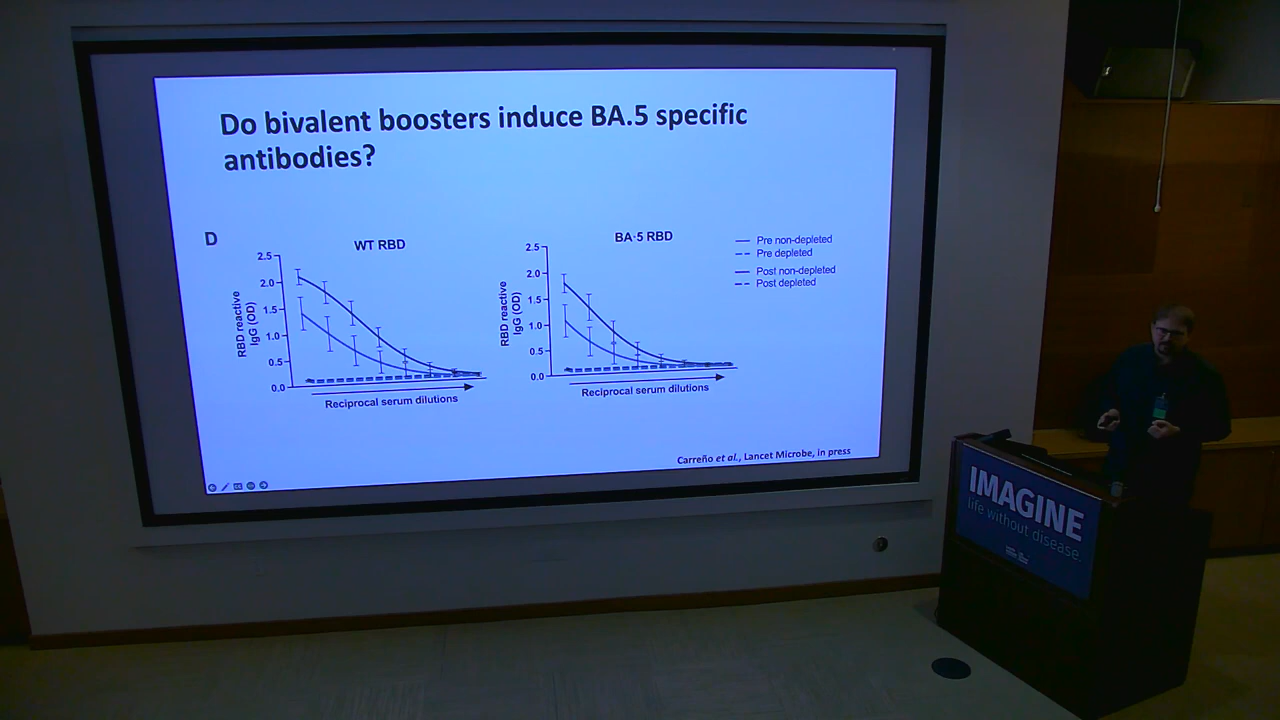 Do bivalent boosters induce BA.5 specific
antibodies?
D
WT RBD
RBD reactive
IgG (OD)
2.5
2.0
1.5
1.0
0.5
0.0
Reciprocal serum dilutions
BA·5 RBD
RBD reactive
IgG (OD)
2.5
2.0
1.5
1.0
0.5
0.0
Reciprocal serum dilutions
Pre non-depleted
Pre depleted
Post non-depleted
Post depleted
Carreño et al., Lancet Microbe, in press
IMAGINE
life without disease.